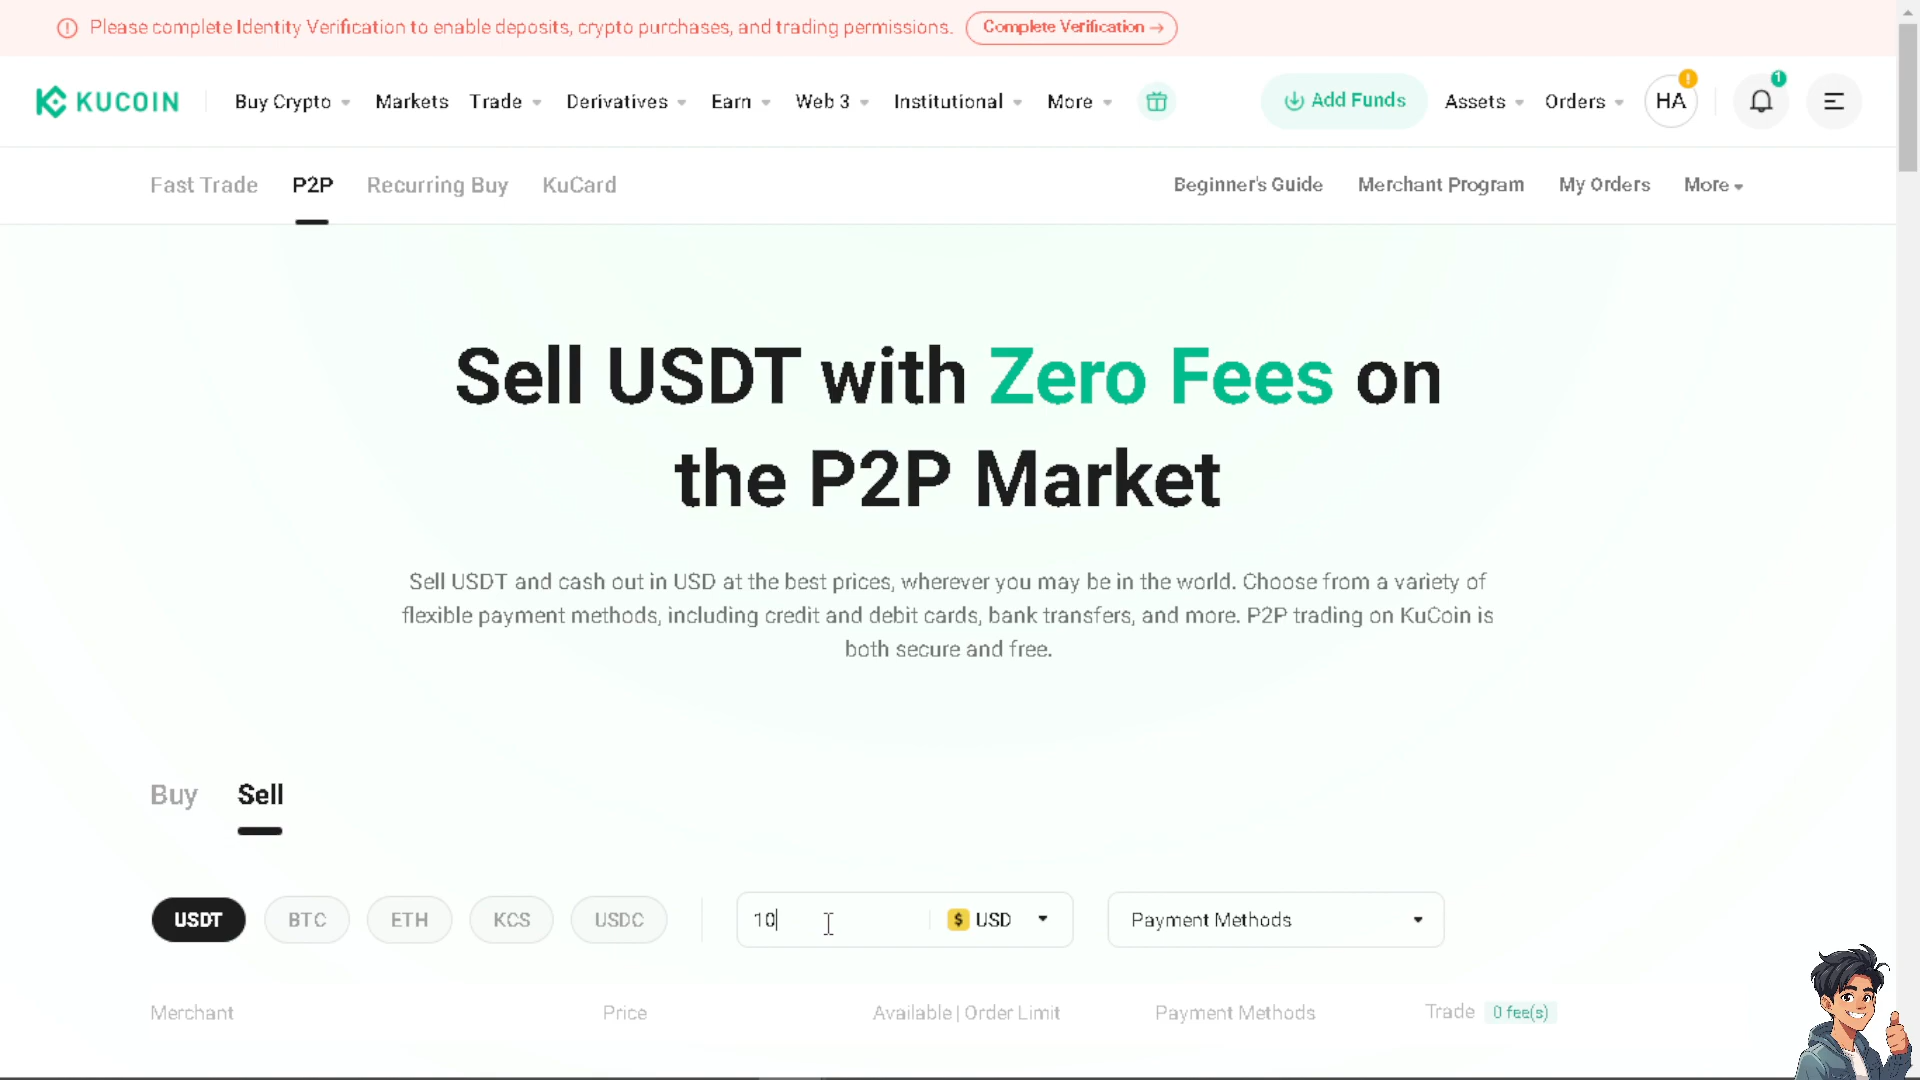 Please complete Identity Verification to enable deposits, crypto purchases, and trading permissions. Complete Verification →
KUCOIN Buy Crypto Markets Trade Derivatives Earn Web 3 Institutional More Add Funds Assets Orders HA ! 1
Fast Trade P2P Recurring Buy KuCard Beginner's Guide Merchant Program My Orders More
Sell USDT with Zero Fees on
the P2P Market
Sell USDT and cash out in USD at the best prices, wherever you may be in the world. Choose from a variety of
flexible payment methods, including credit and debit cards, bank transfers, and more. P2P trading on KuCoin is
both secure and free.
Buy Sell
USDT BTC ETH KCS USDC 10 $ USD Payment Methods
Merchant Price Available | Order Limit Payment Methods Trade 0 fee(s)